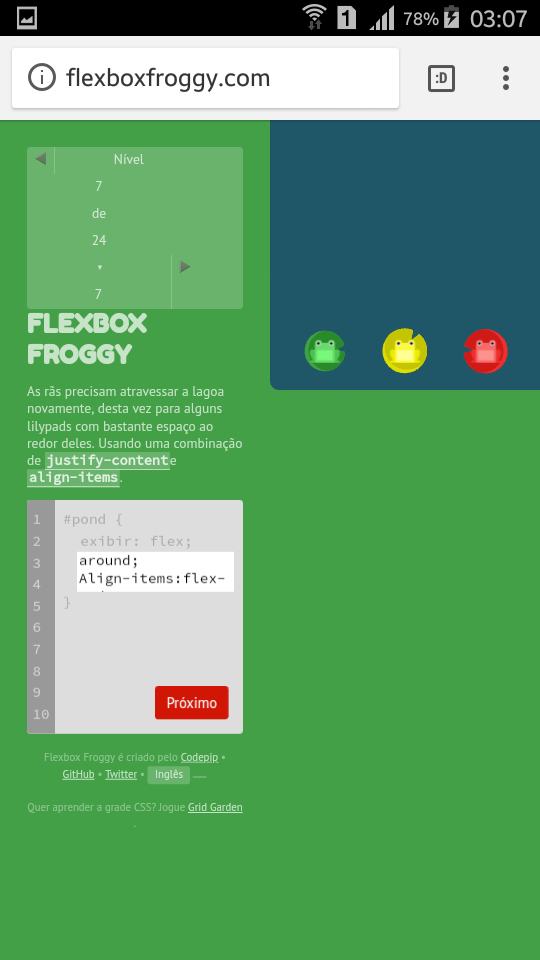 1
78%
03:07
flexboxfroggy.com
:D
Nível
7
de
24
▾
7
FLEXBOX
FROGGY
As rãs precisam atravessar a lagoa
novamente, desta vez para alguns
lilypads com bastante espaço ao
redor deles. Usando uma combinação
de justify-content e
align-items.
1 #pond {
2 exibir: flex;
3 around;
4 Align-items:flex-
5 }
6
7
8
9
10
Próximo
Flexbox Froggy é criado pelo Codepip •
GitHub • Twitter • Inglês
Quer aprender a grade CSS? Jogue Grid Garden
.